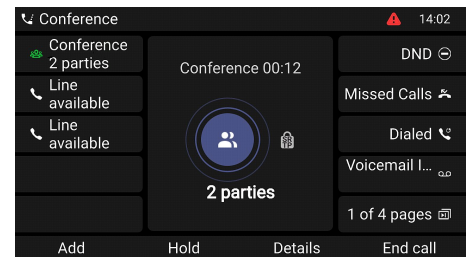 Conference
14:02
Conference
2 parties
Line
available
Line
available
Conference 00:12
2 parties
DND
Missed Calls
Dialed
Voicemail I...
1 of 4 pages
Add
Hold
Details
End call